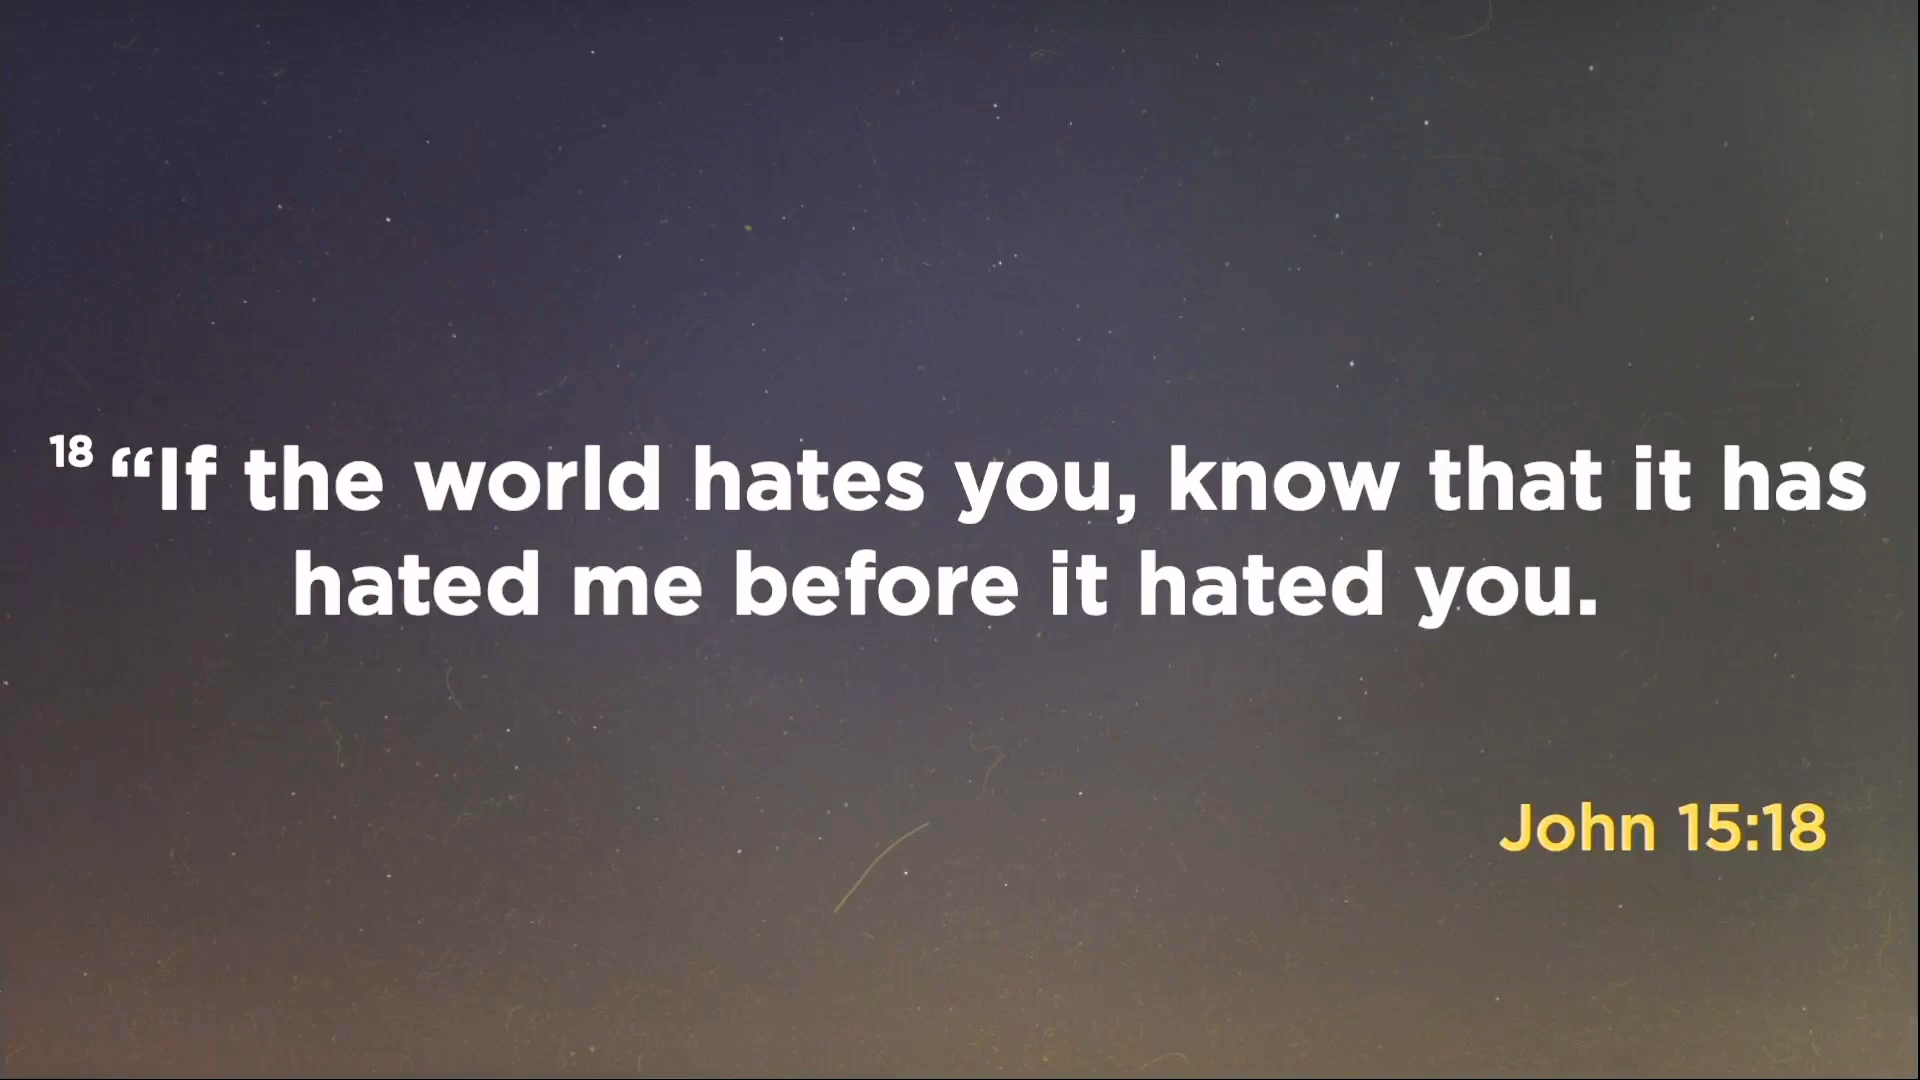 18 “If the world hates you, know that it has
hated me before it hated you.
John 15:18